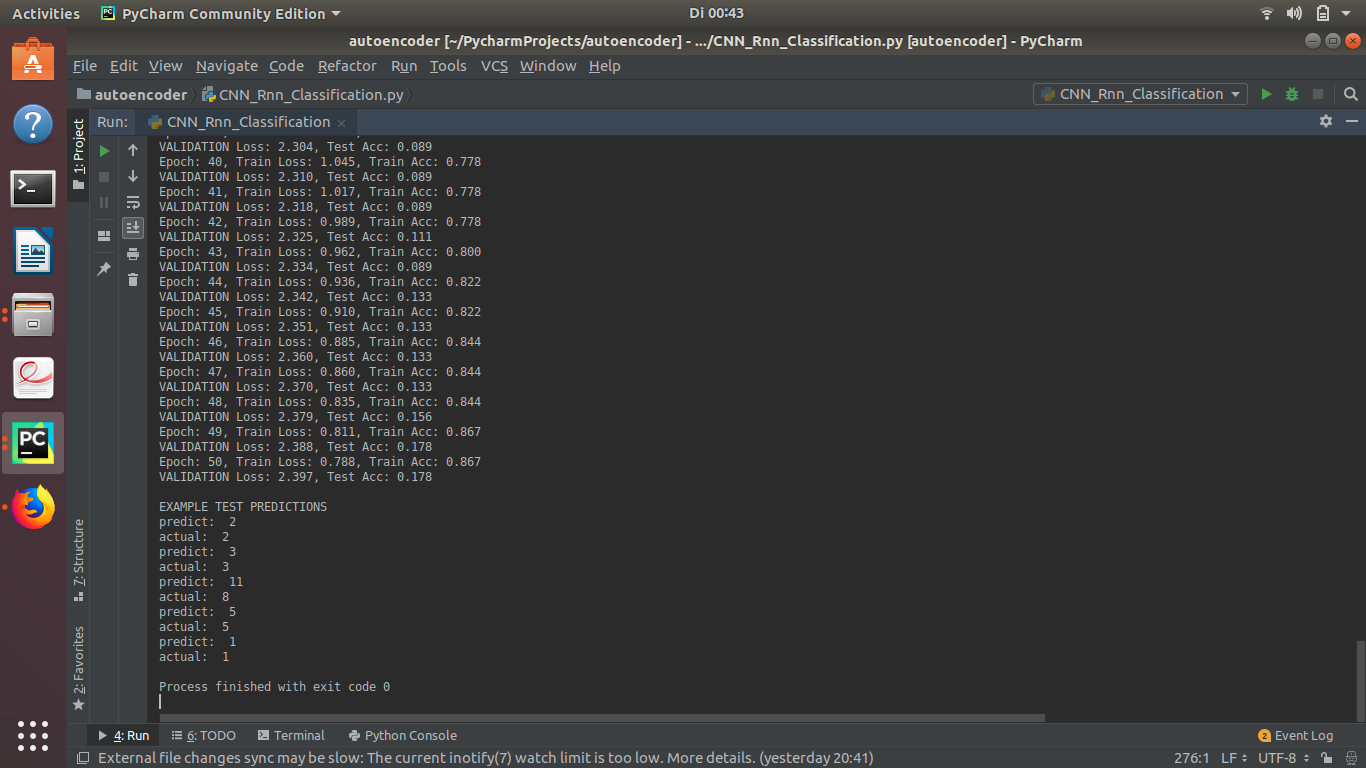 Activities PyCharm Community Edition Di 00:43
autoencoder [~/PycharmProjects/autoencoder] - .../CNN_Rnn_Classification.py [autoencoder] - PyCharm
File Edit View Navigate Code Refactor Run Tools VCS Window Help
autoencoder CNN_Rnn_Classification.py CNN_Rnn_Classification
Run: CNN_Rnn_Classification
1: Project
7: Structure
2: Favorites
VALIDATION Loss: 2.304, Test Acc: 0.089
Epoch: 40, Train Loss: 1.045, Train Acc: 0.778
VALIDATION Loss: 2.310, Test Acc: 0.089
Epoch: 41, Train Loss: 1.017, Train Acc: 0.778
VALIDATION Loss: 2.318, Test Acc: 0.089
Epoch: 42, Train Loss: 0.989, Train Acc: 0.778
VALIDATION Loss: 2.325, Test Acc: 0.111
Epoch: 43, Train Loss: 0.962, Train Acc: 0.800
VALIDATION Loss: 2.334, Test Acc: 0.089
Epoch: 44, Train Loss: 0.936, Train Acc: 0.822
VALIDATION Loss: 2.342, Test Acc: 0.133
Epoch: 45, Train Loss: 0.910, Train Acc: 0.822
VALIDATION Loss: 2.351, Test Acc: 0.133
Epoch: 46, Train Loss: 0.885, Train Acc: 0.844
VALIDATION Loss: 2.360, Test Acc: 0.133
Epoch: 47, Train Loss: 0.860, Train Acc: 0.844
VALIDATION Loss: 2.370, Test Acc: 0.133
Epoch: 48, Train Loss: 0.835, Train Acc: 0.844
VALIDATION Loss: 2.379, Test Acc: 0.156
Epoch: 49, Train Loss: 0.811, Train Acc: 0.867
VALIDATION Loss: 2.388, Test Acc: 0.178
Epoch: 50, Train Loss: 0.788, Train Acc: 0.867
VALIDATION Loss: 2.397, Test Acc: 0.178
EXAMPLE TEST PREDICTIONS
predict:  2
actual:  2
predict:  3
actual:  3
predict:  11
actual:  8
predict:  5
actual:  5
predict:  1
actual:  1
Process finished with exit code 0
PC
4: Run 6: TODO Terminal Python Console 2 Event Log
External file changes sync may be slow: The current inotify(7) watch limit is too low. More details. (yesterday 20:41) 276:1 LF UTF-8